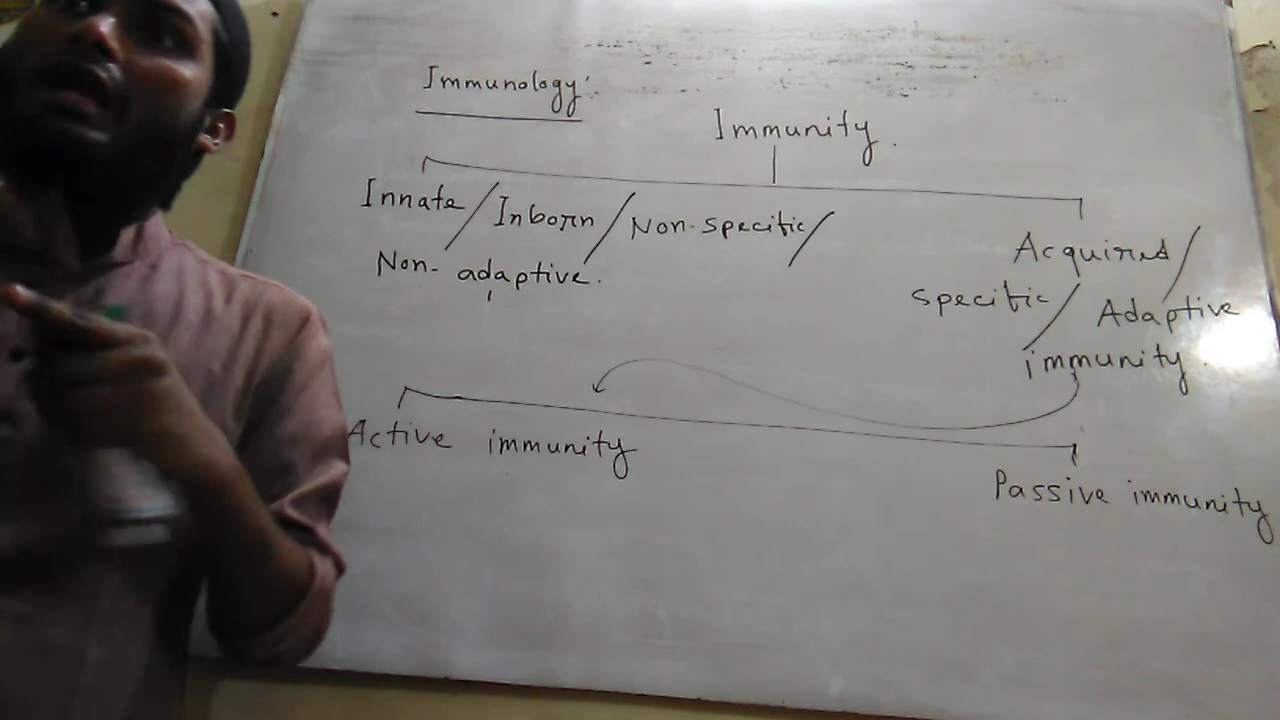 Immunology:
Immunity.
Innate / Inborn / Non-specific /
Non-adaptive.
Acquired /
specific / Adaptive
immunity.
Active immunity
Passive immunity